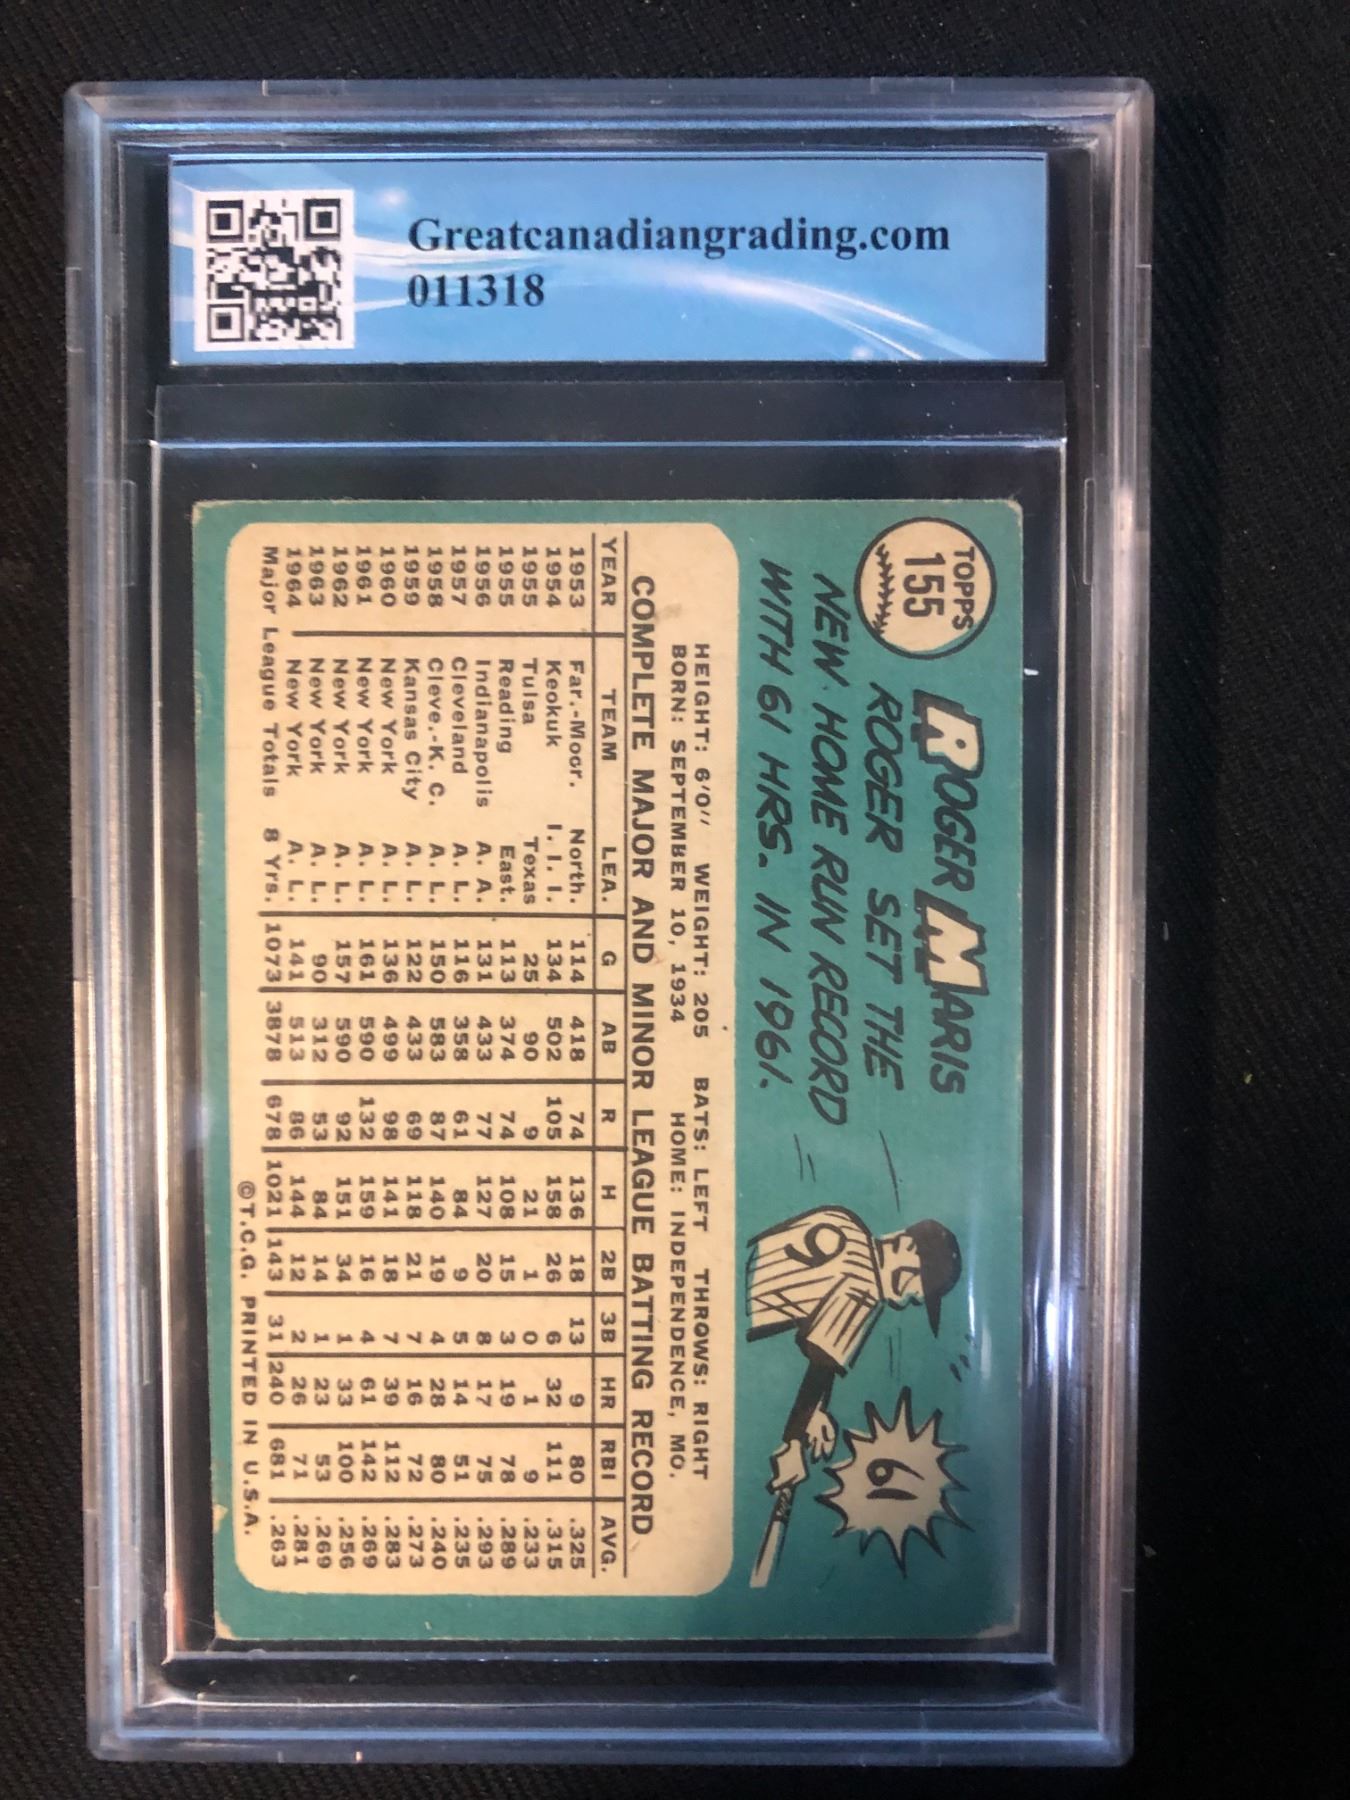 Greatcanadiangrading.com
011318
TOPPS
155
ROGER MARIS
ROGER SET THE
NEW HOME RUN RECORD
WITH 61 HRS. IN 1961.
9
61
HEIGHT: 6'0" WEIGHT: 205 BATS: LEFT THROWS: RIGHT
BORN: SEPTEMBER 10, 1934 HOME: INDEPENDENCE, MO.
COMPLETE MAJOR AND MINOR LEAGUE BATTING RECORD
YEAR TEAM LEA. G AB R H 2B 3B HR RBI AVG.
1953 Far.-Moor. North. 114 418 74 136 18 13 9 80 .325
1954 Keokuk I. I. I. 134 502 105 158 26 6 32 111 .315
1955 Tulsa Texas 25 90 9 21 1 0 1 9 .233
1955 Reading East. 113 374 74 108 15 3 19 78 .289
1956 Indianapolis A. A. 131 433 77 127 20 8 17 75 .293
1957 Cleveland A. L. 116 358 61 84 9 5 14 51 .235
1958 Cleve.-K. C. A. L. 150 583 87 140 19 4 28 80 .240
1959 Kansas City A. L. 122 433 69 118 21 7 16 72 .273
1960 New York A. L. 136 499 98 141 18 7 39 112 .283
1961 New York A. L. 161 590 132 159 16 4 61 142 .269
1962 New York A. L. 157 590 92 151 34 1 33 100 .256
1963 New York A. L. 90 312 53 84 14 1 23 53 .269
1964 New York A. L. 141 513 86 144 12 2 26 71 .281
Major League Totals 8 Yrs. 1073 3878 678 1021 143 31 240 681 .263
©T.C.G. PRINTED IN U.S.A.